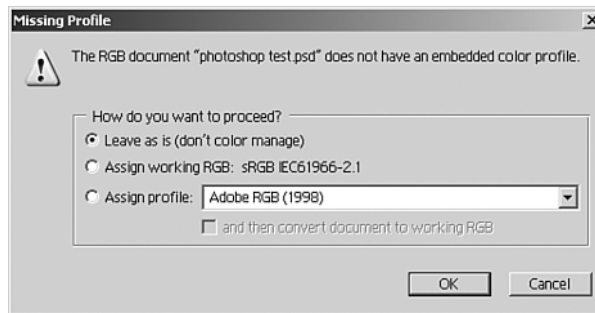 Missing Profile
The RGB document "photoshop test.psd" does not have an embedded color profile.
How do you want to proceed?
Leave as is (don't color manage)
Assign working RGB: sRGB IEC61966-2.1
Assign profile: Adobe RGB (1998)
and then convert document to working RGB
OK Cancel